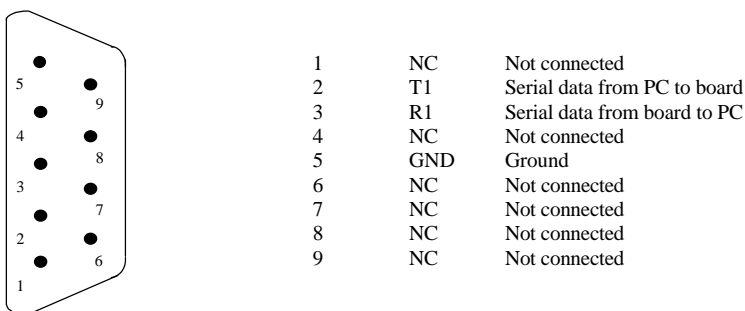 5
9
4
8
3
7
2
6
1
1 NC Not connected
2 T1 Serial data from PC to board
3 R1 Serial data from board to PC
4 NC Not connected
5 GND Ground
6 NC Not connected
7 NC Not connected
8 NC Not connected
9 NC Not connected